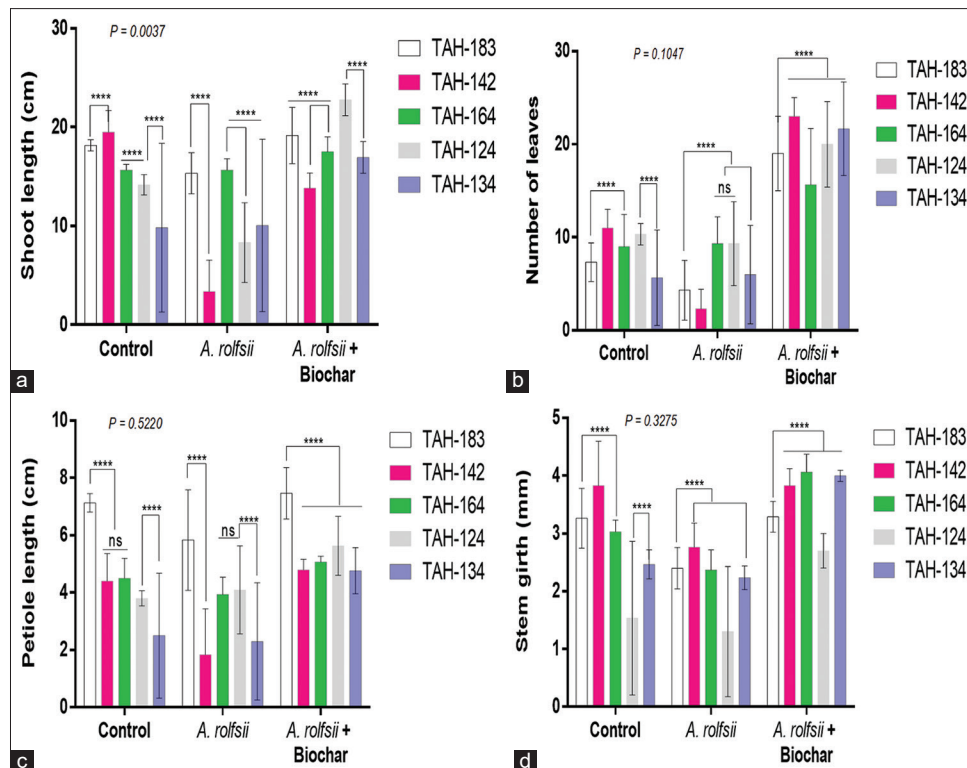 P = 0.0037
Shoot length (cm)
30
20
10
0
****
****
****
****
****
****
****
****
****
TAH-183
TAH-142
TAH-164
TAH-124
TAH-134
Control
A. rolfsii
A. rolfsii +
Biochar
a
P = 0.1047
Number of leaves
30
20
10
0
****
****
****
ns
****
TAH-183
TAH-142
TAH-164
TAH-124
TAH-134
Control
A. rolfsii
A. rolfsii +
Biochar
b
P = 0.5220
Petiole length (cm)
10
8
6
4
2
0
****
ns
****
****
ns
****
****
TAH-183
TAH-142
TAH-164
TAH-124
TAH-134
Control
A. rolfsii
A. rolfsii +
Biochar
c
P = 0.3275
Stem girth (mm)
5
4
3
2
1
0
****
****
****
****
TAH-183
TAH-142
TAH-164
TAH-124
TAH-134
Control
A. rolfsii
A. rolfsii +
Biochar
d